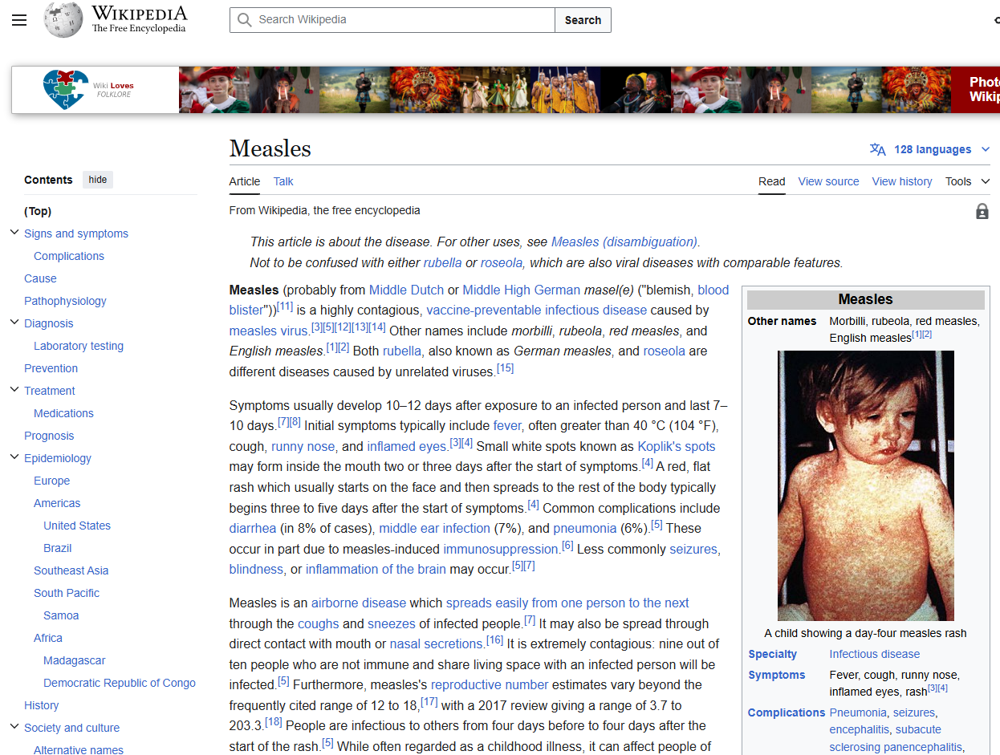 WIKIPEDIA
The Free Encyclopedia
Search Wikipedia
Search
Wiki Loves
FOLKLORE
Measles
128 languages
Contents
hide
(Top)
Signs and symptoms
Complications
Cause
Pathophysiology
Diagnosis
Laboratory testing
Prevention
Treatment
Medications
Prognosis
Epidemiology
Europe
Americas
United States
Brazil
Southeast Asia
South Pacific
Samoa
Africa
Madagascar
Democratic Republic of Congo
History
Society and culture
Alternative names
Article
Talk
Read
View source
View history
Tools
From Wikipedia, the free encyclopedia
This article is about the disease. For other uses, see Measles (disambiguation).
Not to be confused with either rubella or roseola, which are also viral diseases with comparable features.
Measles (probably from Middle Dutch or Middle High German masel(e) ("blemish, blood
blister"))[11] is a highly contagious, vaccine-preventable infectious disease caused by
measles virus.[3][5][12][13][14] Other names include morbilli, rubeola, red measles, and
English measles.[1][2] Both rubella, also known as German measles, and roseola are
different diseases caused by unrelated viruses.[15]
Symptoms usually develop 10–12 days after exposure to an infected person and last 7–
10 days.[7][8] Initial symptoms typically include fever, often greater than 40 °C (104 °F),
cough, runny nose, and inflamed eyes.[3][4] Small white spots known as Koplik's spots
may form inside the mouth two or three days after the start of symptoms.[4] A red, flat
rash which usually starts on the face and then spreads to the rest of the body typically
begins three to five days after the start of symptoms.[4] Common complications include
diarrhea (in 8% of cases), middle ear infection (7%), and pneumonia (6%).[5] These
occur in part due to measles-induced immunosuppression.[6] Less commonly seizures,
blindness, or inflammation of the brain may occur.[5][7]
Measles is an airborne disease which spreads easily from one person to the next
through the coughs and sneezes of infected people.[7] It may also be spread through
direct contact with mouth or nasal secretions.[16] It is extremely contagious: nine out of
ten people who are not immune and share living space with an infected person will be
infected.[5] Furthermore, measles's reproductive number estimates vary beyond the
frequently cited range of 12 to 18,[17] with a 2017 review giving a range of 3.7 to
203.3.[18] People are infectious to others from four days before to four days after the
start of the rash.[5] While often regarded as a childhood illness, it can affect people of
Measles
Other names Morbilli, rubeola, red measles,
English measles[1][2]
A child showing a day-four measles rash
Specialty Infectious disease
Symptoms Fever, cough, runny nose,
inflamed eyes, rash[3][4]
Complications Pneumonia, seizures,
encephalitis, subacute
sclerosing panencephalitis,